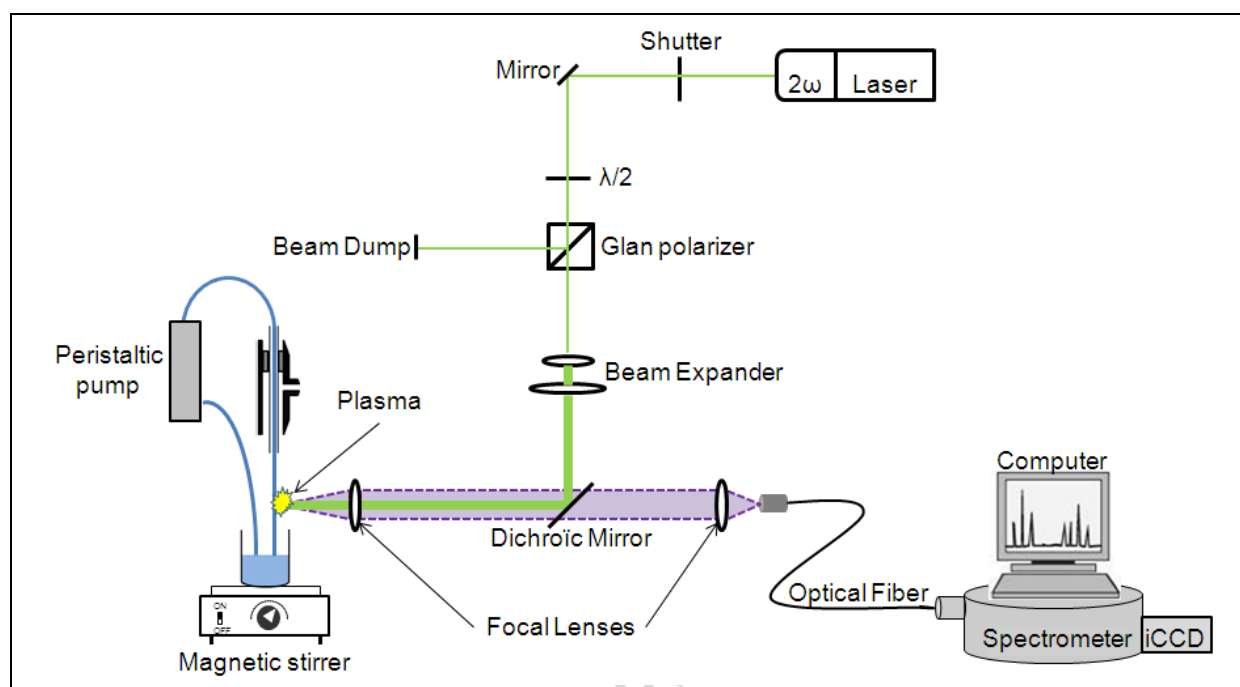 Shutter
Mirror
2ω
Laser
λ/2
Beam Dump
Glan polarizer
Peristaltic
pump
Beam Expander
Plasma
Computer
Dichroïc Mirror
Optical Fiber
ON
OFF
Focal Lenses
Spectrometer
iCCD
Magnetic stirrer